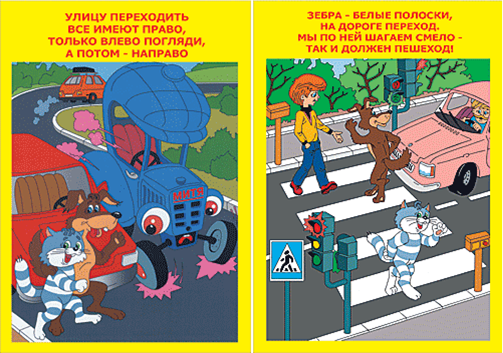 УЛИЦУ ПЕРЕХОДИТЬ
ВСЕ ИМЕЮТ ПРАВО,
ТОЛЬКО ВЛЕВО ПОГЛЯДИ,
А ПОТОМ - НАПРАВО
МИТЯ
ЗЕБРА - БЕЛЫЕ ПОЛОСКИ,
НА ДОРОГЕ ПЕРЕХОД.
МЫ ПО НЕЙ ШАГАЕМ СМЕЛО -
ТАК И ДОЛЖЕН ПЕШЕХОД!